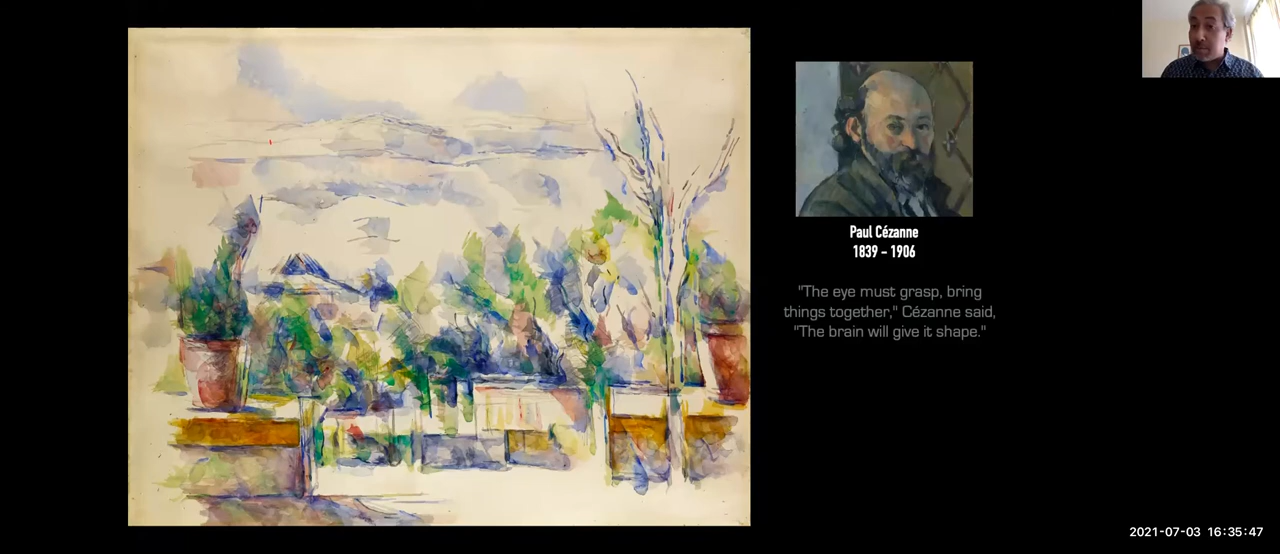 Paul Cézanne
1839 - 1906
"The eye must grasp, bring
things together," Cézanne said,
"The brain will give it shape."
2021-07-03 16:35:47